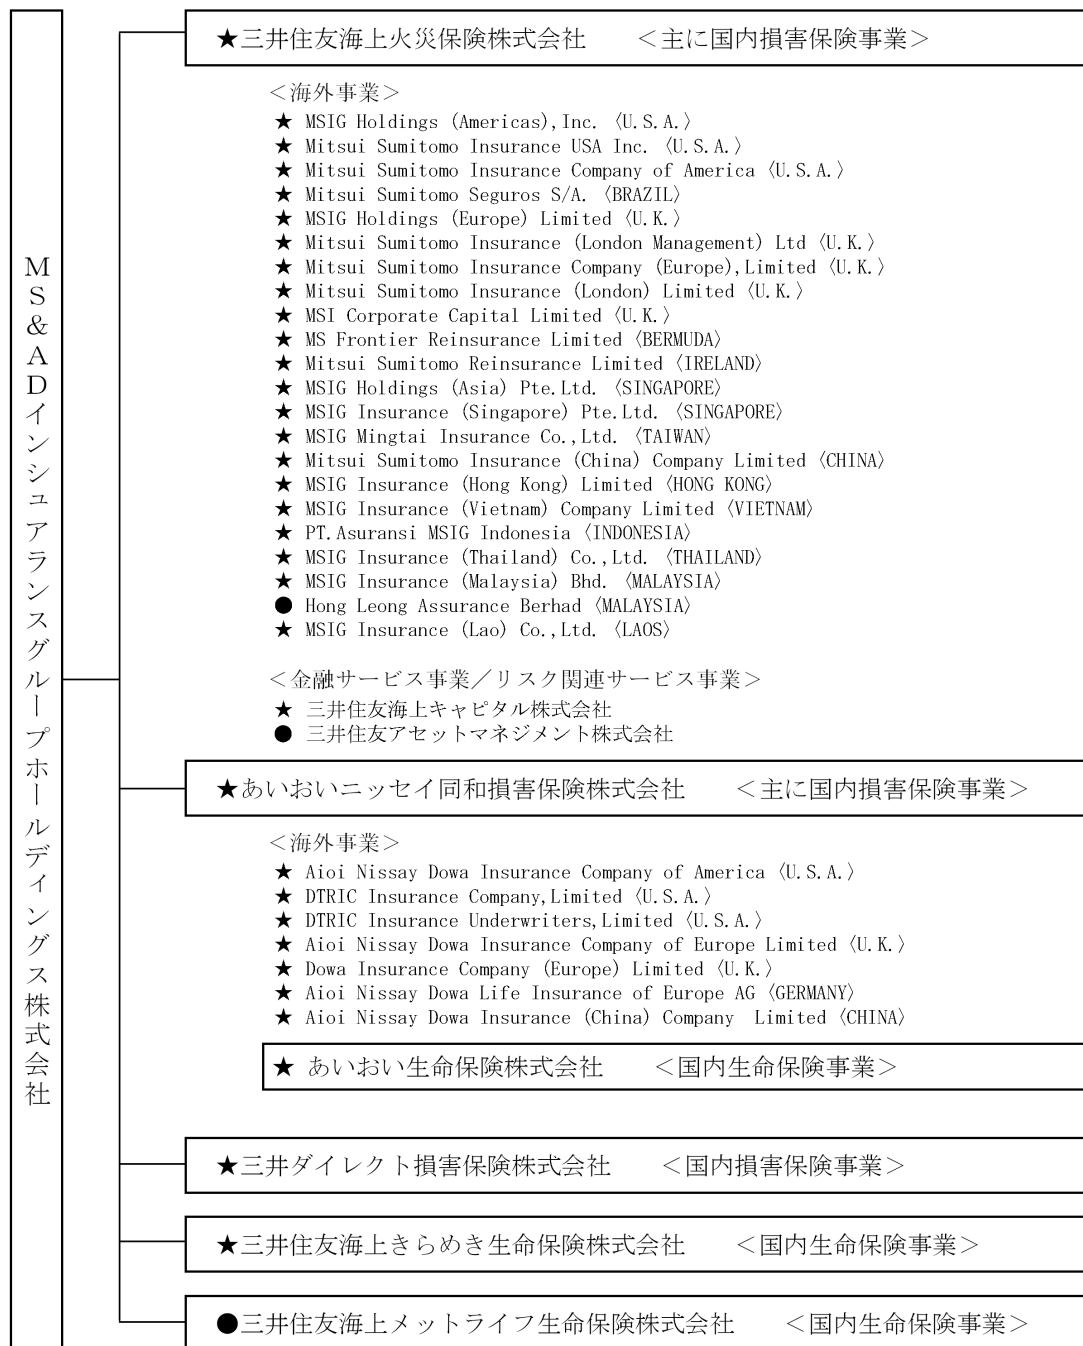 MS&ADインシュアランスグループホールディングス株式会社
★三井住友海上火災保険株式会社　　＜主に国内損害保険事業＞
＜海外事業＞
★ MSIG Holdings (Americas),Inc.〈U.S.A.〉
★ Mitsui Sumitomo Insurance USA Inc.〈U.S.A.〉
★ Mitsui Sumitomo Insurance Company of America〈U.S.A.〉
★ Mitsui Sumitomo Seguros S/A.〈BRAZIL〉
★ MSIG Holdings (Europe) Limited〈U.K.〉
★ Mitsui Sumitomo Insurance (London Management) Ltd〈U.K.〉
★ Mitsui Sumitomo Insurance Company (Europe),Limited〈U.K.〉
★ Mitsui Sumitomo Insurance (London) Limited〈U.K.〉
★ MSI Corporate Capital Limited〈U.K.〉
★ MS Frontier Reinsurance Limited〈BERMUDA〉
★ Mitsui Sumitomo Reinsurance Limited〈IRELAND〉
★ MSIG Holdings (Asia) Pte.Ltd.〈SINGAPORE〉
★ MSIG Insurance (Singapore) Pte.Ltd.〈SINGAPORE〉
★ MSIG Mingtai Insurance Co.,Ltd.〈TAIWAN〉
★ Mitsui Sumitomo Insurance (China) Company Limited〈CHINA〉
★ MSIG Insurance (Hong Kong) Limited〈HONG KONG〉
★ MSIG Insurance (Vietnam) Company Limited〈VIETNAM〉
★ PT.Asuransi MSIG Indonesia〈INDONESIA〉
★ MSIG Insurance (Thailand) Co.,Ltd.〈THAILAND〉
★ MSIG Insurance (Malaysia) Bhd.〈MALAYSIA〉
● Hong Leong Assurance Berhad〈MALAYSIA〉
★ MSIG Insurance (Lao) Co.,Ltd.〈LAOS〉
＜金融サービス事業／リスク関連サービス事業＞
★ 三井住友海上キャピタル株式会社
● 三井住友アセットマネジメント株式会社
★あいおいニッセイ同和損害保険株式会社　　＜主に国内損害保険事業＞
＜海外事業＞
★ Aioi Nissay Dowa Insurance Company of America〈U.S.A.〉
★ DTRIC Insurance Company,Limited〈U.S.A.〉
★ DTRIC Insurance Underwriters,Limited〈U.S.A.〉
★ Aioi Nissay Dowa Insurance Company of Europe Limited〈U.K.〉
★ Dowa Insurance Company (Europe) Limited〈U.K.〉
★ Aioi Nissay Dowa Life Insurance of Europe AG〈GERMANY〉
★ Aioi Nissay Dowa Insurance (China) Company Limited〈CHINA〉
★ あいおい生命保険株式会社　　＜国内生命保険事業＞
★三井ダイレクト損害保険株式会社　　＜国内損害保険事業＞
★三井住友海上きらめき生命保険株式会社　　＜国内生命保険事業＞
●三井住友海上メットライフ生命保険株式会社　　＜国内生命保険事業＞